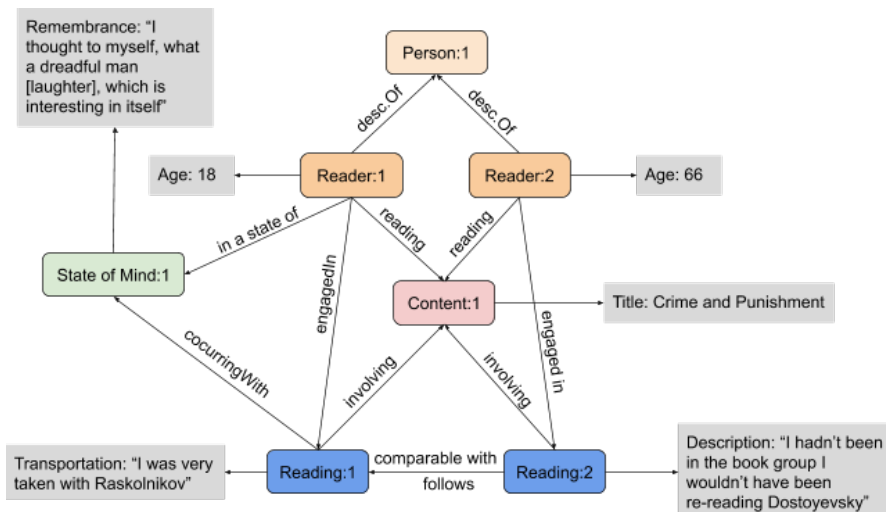 Remembrance: “I
thought to myself, what
a dreadful man
[laughter], which is
interesting in itself”
Person:1
desc.Of
desc.Of
Age: 18
Reader:1
Reader:2
Age: 66
in a state of
reading
reading
State of Mind:1
engagedIn
Content:1
Title: Crime and Punishment
engaged in
cocurringWith
involving
involving
Transportation: “I was very
taken with Raskolnikov”
Reading:1
comparable with
follows
Reading:2
Description: “I hadn’t been
in the book group I
wouldn’t have been
re-reading Dostoyevsky”